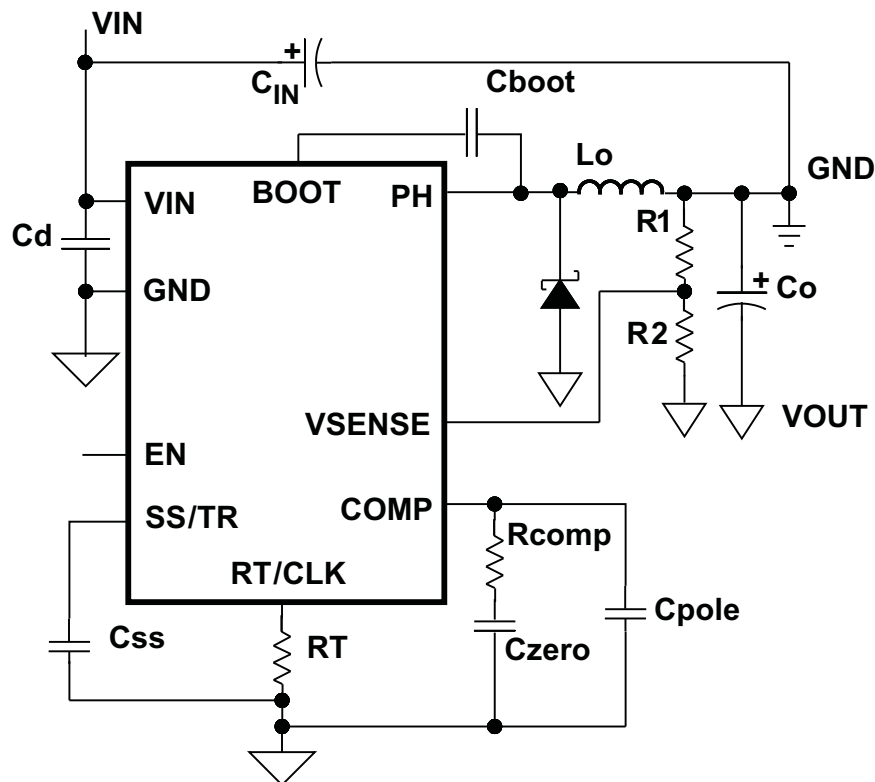 VIN
+
CIN
Cboot
Lo
GND
BOOT
PH
VIN
R1
Cd
GND
+
Co
R2
VSENSE
VOUT
EN
SS/TR
COMP
Rcomp
RT/CLK
Cpole
Css
RT
Czero